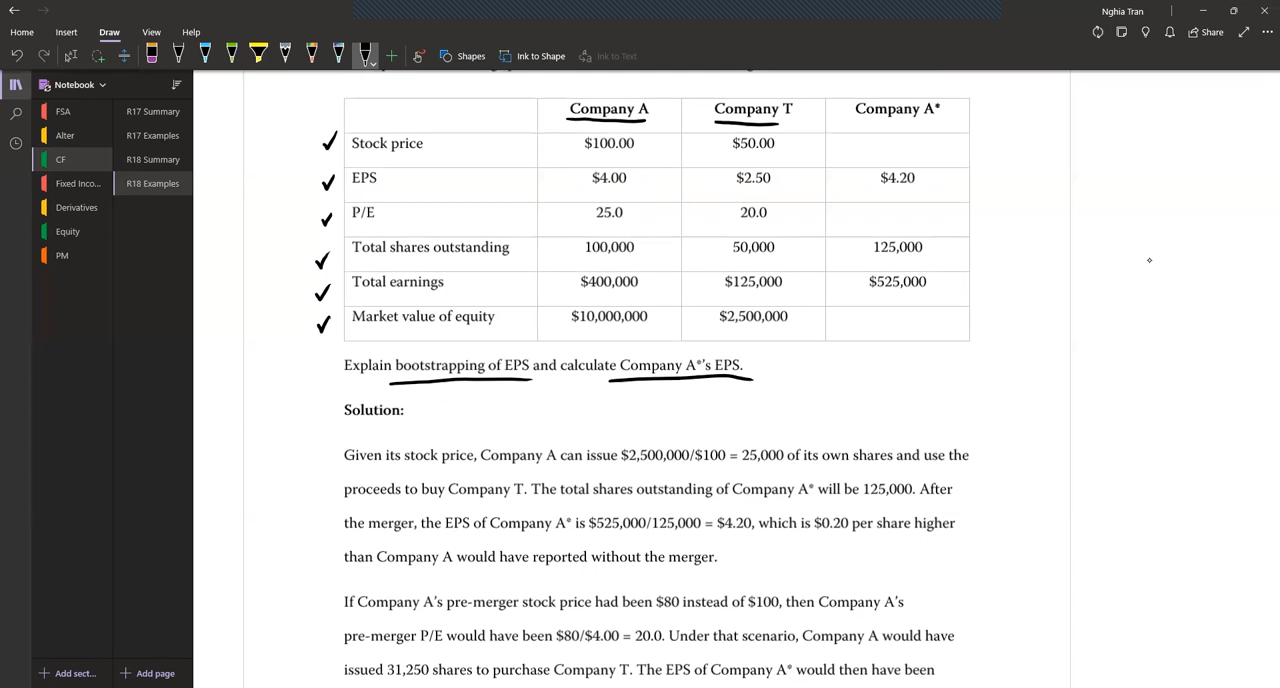 Nghia Tran
Home Insert Draw View Help
Shapes Ink to Shape Ink to Text Share
Notebook
FSA
Alter
CF
Fixed Inco...
Derivatives
Equity
PM
R17 Summary
R17 Examples
R18 Summary
R18 Examples
Company A Company T Company A*
Stock price $100.00 $50.00
EPS $4.00 $2.50 $4.20
P/E 25.0 20.0
Total shares outstanding 100,000 50,000 125,000
Total earnings $400,000 $125,000 $525,000
Market value of equity $10,000,000 $2,500,000
Explain bootstrapping of EPS and calculate Company A*'s EPS.
Solution:
Given its stock price, Company A can issue $2,500,000/$100 = 25,000 of its own shares and use the
proceeds to buy Company T. The total shares outstanding of Company A* will be 125,000. After
the merger, the EPS of Company A* is $525,000/125,000 = $4.20, which is $0.20 per share higher
than Company A would have reported without the merger.
If Company A's pre-merger stock price had been $80 instead of $100, then Company A's
pre-merger P/E would have been $80/$4.00 = 20.0. Under that scenario, Company A would have
issued 31,250 shares to purchase Company T. The EPS of Company A* would then have been
Add sect... Add page